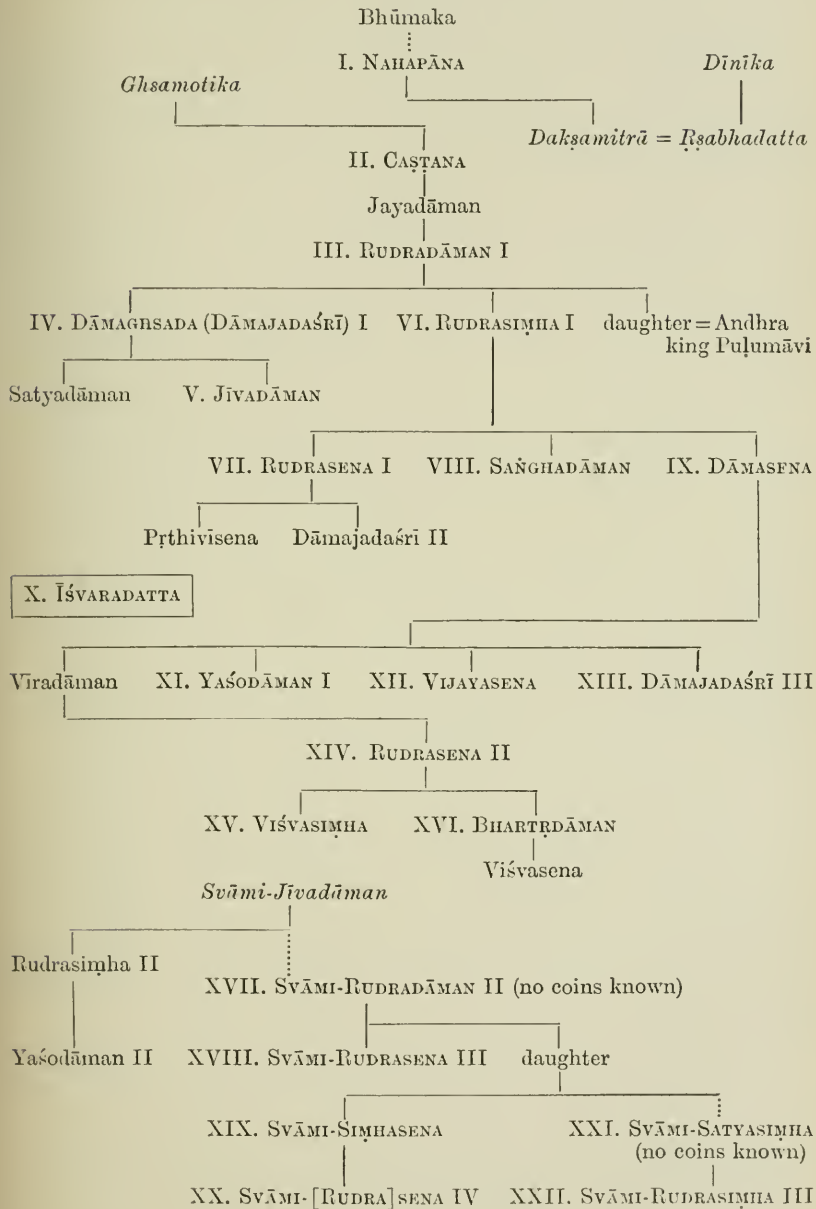 Bhūmaka
I. NAHAPĀNA
Dīnīka
Ghsamotika
Dakṣamitrā = Ṛṣabhadatta
II. CAṢṬANA
Jayadāman
III. RUDRADĀMAN I
IV. DĀMAGHSADA (DĀMAJADAŚRĪ) I VI. RUDRASIṂHA I daughter = Andhra
king Puḷumāvi
Satyadāman V. JĪVADĀMAN
VII. RUDRASENA I VIII. SAṄGHADĀMAN IX. DĀMASENA
Pṛthivīsena Dāmajadaśrī II
X. ĪŚVARADATTA
Vīradāman XI. YAŚODĀMAN I XII. VIJAYASENA XIII. DĀMAJADAŚRĪ III
XIV. RUDRASENA II
XV. VIŚVASIṂHA XVI. BHARTṚDĀMAN
Viśvasena
Svāmi-Jīvadāman
Rudrasiṃha II
XVII. SVĀMI-RUDRADĀMAN II (no coins known)
Yaśodāman II XVIII. SVĀMI-RUDRASENA III daughter
XIX. SVĀMI-SIṂHASENA XXI. SVĀMI-SATYASIṂHA
(no coins known)
XX. SVĀMI-[RUDRA]SENA IV XXII. SVĀMI-RUDRASIṂHA III